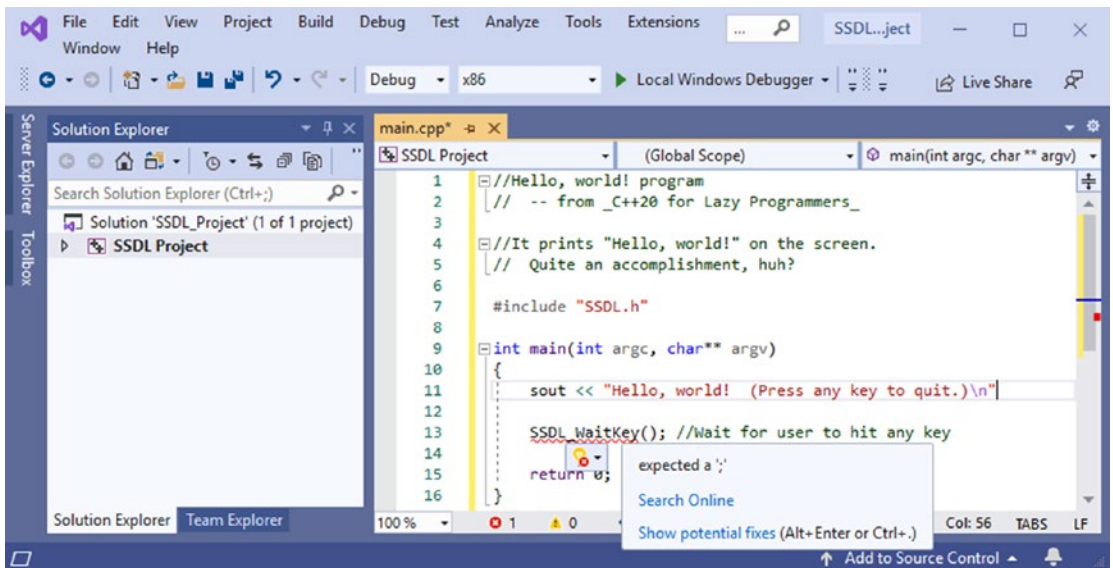 File Edit View Project Build Debug Test Analyze Tools Extensions ... SSDL...ject
Window Help
Debug x86 Local Windows Debugger Live Share
Server Explorer
Toolbox
Solution Explorer
Search Solution Explorer (Ctrl+;)
Solution 'SSDL_Project' (1 of 1 project)
SSDL Project
Solution Explorer Team Explorer
main.cpp*
SSDL Project (Global Scope) main(int argc, char ** argv)
1 //Hello, world! program
2 // -- from _C++20 for Lazy Programmers_
3
4 //It prints "Hello, world!" on the screen.
5 // Quite an accomplishment, huh?
6
7 #include "SSDL.h"
8
9 int main(int argc, char** argv)
10 {
11 sout << "Hello, world! (Press any key to quit.)\n"
12
13 SSDL_WaitKey(); //Wait for user to hit any key
14
15 return 0;
16 }
expected a ';'
Search Online
Show potential fixes (Alt+Enter or Ctrl+.)
100 % 1 0 Col: 56 TABS LF
Add to Source Control